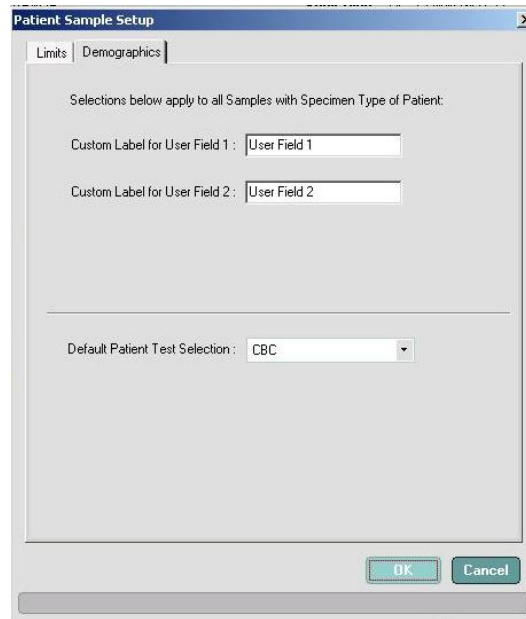 Patient Sample Setup
Limits Demographics
Selections below apply to all Samples with Specimen Type of Patient:
Custom Label for User Field 1 : User Field 1
Custom Label for User Field 2 : User Field 2
Default Patient Test Selection : CBC
OK Cancel